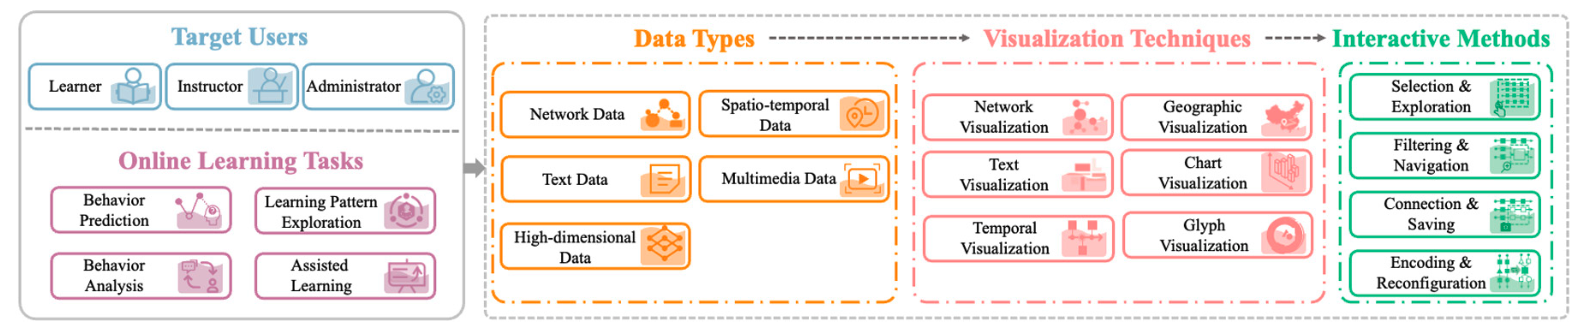 Target Users
Learner
Instructor
Administrator
Online Learning Tasks
Behavior
Prediction
Learning Pattern
Exploration
Behavior
Analysis
Assisted
Learning
Data Types
Network Data
Spatio-temporal
Data
Text Data
Multimedia Data
High-dimensional
Data
Visualization Techniques
Network
Visualization
Geographic
Visualization
Text
Visualization
Chart
Visualization
Temporal
Visualization
Glyph
Visualization
Interactive Methods
Selection &
Exploration
Filtering &
Navigation
Connection &
Saving
Encoding &
Reconfiguration